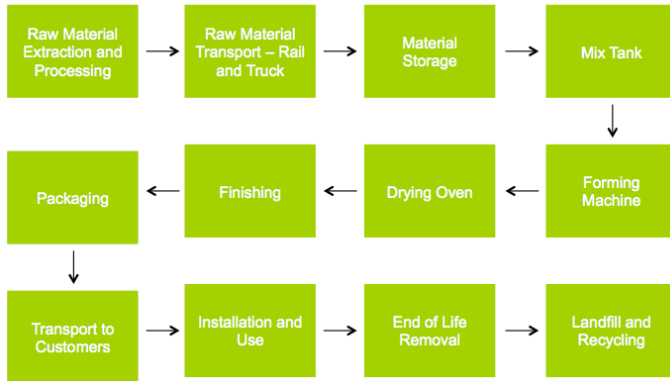 Raw Material
Extraction and
Processing
Raw Material
Transport – Rail
and Truck
Material
Storage
Mix Tank
Forming
Machine
Drying Oven
Finishing
Packaging
Transport to
Customers
Installation and
Use
End of Life
Removal
Landfill and
Recycling